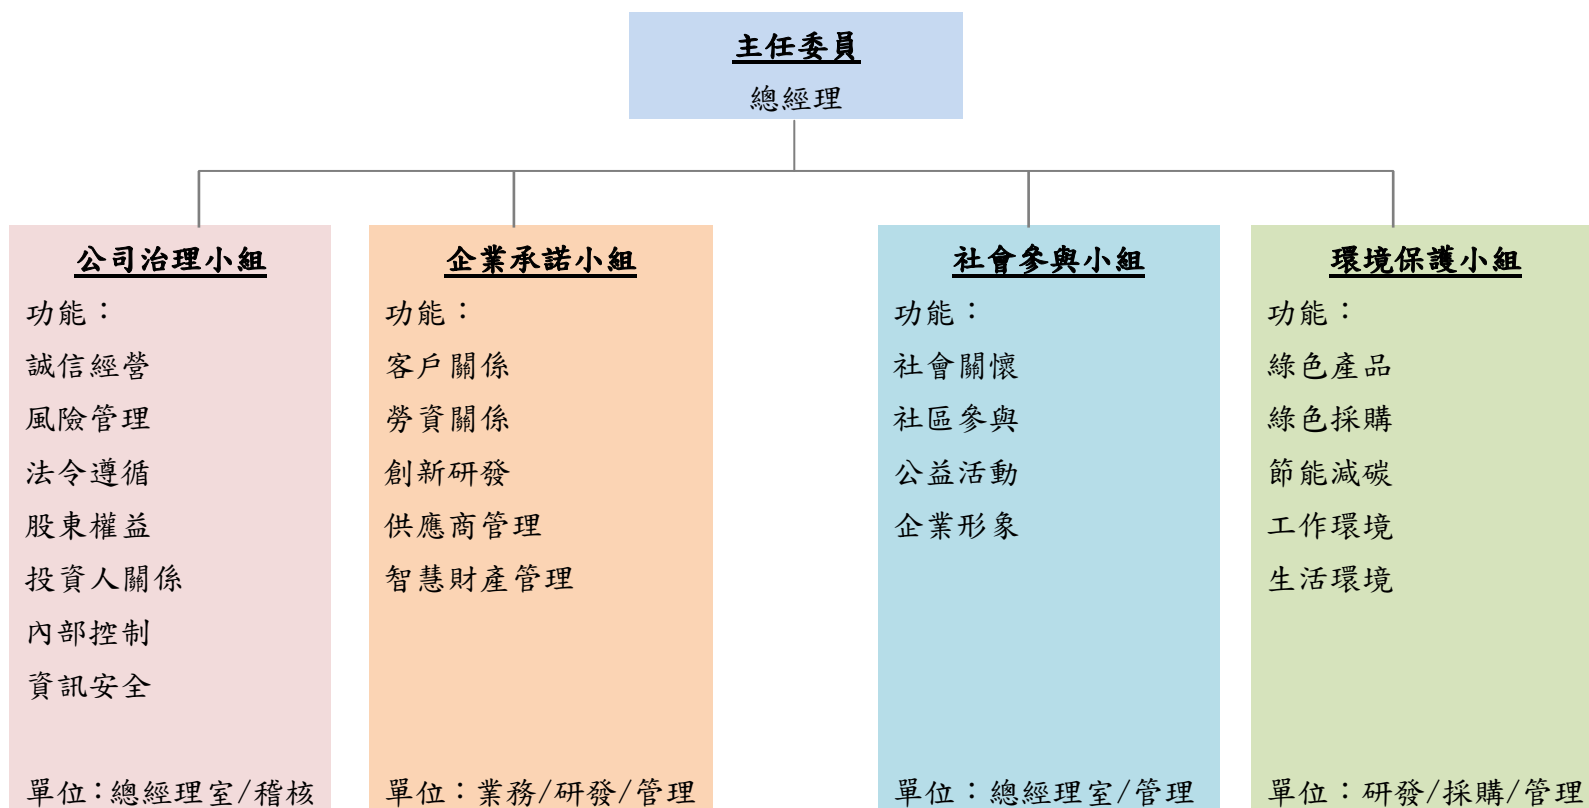 主任委員
總經理
公司治理小組
功能：
誠信經營
風險管理
法令遵循
股東權益
投資人關係
內部控制
資訊安全
單位：總經理室/稽核
企業承諾小組
功能：
客戶關係
勞資關係
創新研發
供應商管理
智慧財產管理
單位：業務/研發/管理
社會參與小組
功能：
社會關懷
社區參與
公益活動
企業形象
單位：總經理室/管理
環境保護小組
功能：
綠色產品
綠色採購
節能減碳
工作環境
生活環境
單位：研發/採購/管理